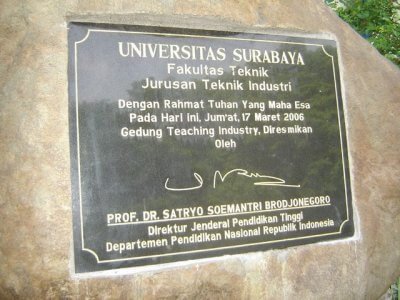 UNIVERSITAS SURABAYA
Fakultas Teknik
Jurusan Teknik Industri
Dengan Rahmat Tuhan Yang Maha Esa
Pada Hari ini, Jum'at, 17 Maret 2006
Gedung Teaching Industry, Diresmikan
Oleh
PROF. DR. SATRYO SOEMANTRI BRODJONEGORO
Direktur Jenderal Pendidikan Tinggi
Departemen Pendidikan Nasional Republik Indonesia